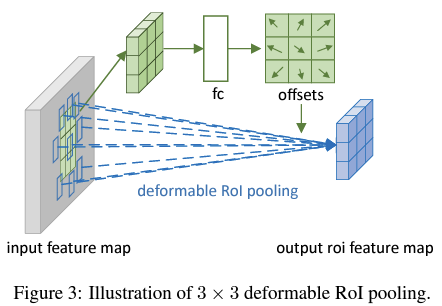 fc
offsets
deformable RoI pooling
input feature map
output roi feature map
Figure 3: Illustration of 3 × 3 deformable RoI pooling.